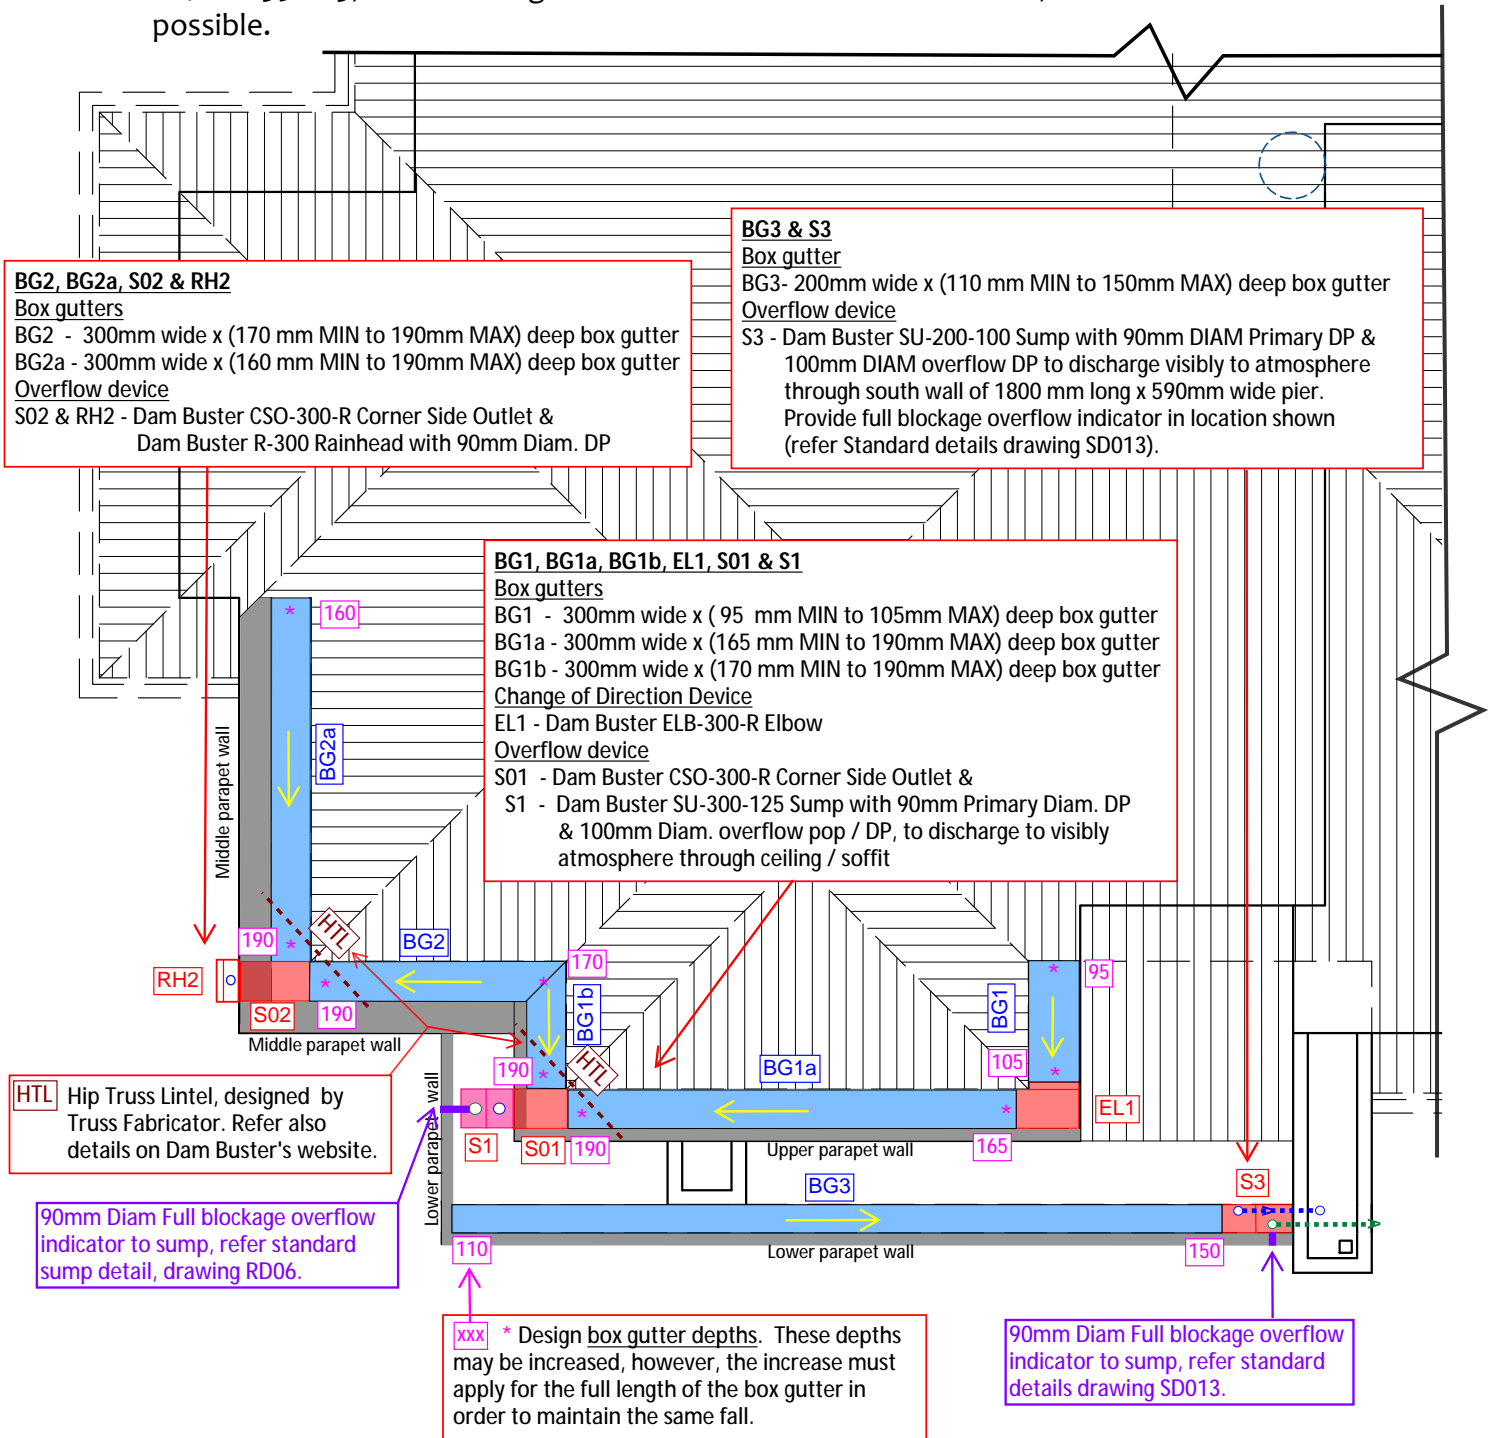 possible.
BG3 & S3
Box gutter
BG3- 200mm wide x (110 mm MIN to 150mm MAX) deep box gutter
Overflow device
S3 - Dam Buster SU-200-100 Sump with 90mm DIAM Primary DP &
100mm DIAM overflow DP to discharge visibly to atmosphere
through south wall of 1800 mm long x 590mm wide pier.
Provide full blockage overflow indicator in location shown
(refer Standard details drawing SD013).
BG2, BG2a, S02 & RH2
Box gutters
BG2 - 300mm wide x (170 mm MIN to 190mm MAX) deep box gutter
BG2a - 300mm wide x (160 mm MIN to 190mm MAX) deep box gutter
Overflow device
S02 & RH2 - Dam Buster CSO-300-R Corner Side Outlet &
Dam Buster R-300 Rainhead with 90mm Diam. DP
BG1, BG1a, BG1b, EL1, S01 & S1
Box gutters
BG1 - 300mm wide x ( 95 mm MIN to 105mm MAX) deep box gutter
BG1a - 300mm wide x (165 mm MIN to 190mm MAX) deep box gutter
BG1b - 300mm wide x (170 mm MIN to 190mm MAX) deep box gutter
Change of Direction Device
EL1 - Dam Buster ELB-300-R Elbow
Overflow device
S01 - Dam Buster CSO-300-R Corner Side Outlet &
S1 - Dam Buster SU-300-125 Sump with 90mm Primary Diam. DP
& 100mm Diam. overflow pop / DP, to discharge to visibly
atmosphere through ceiling / soffit
* 160
BG2a
Middle parapet wall
190 *
HTL
BG2
* 170
* 95
RH2
S02
* 190
BG1b
BG1
Middle parapet wall
190 *
HTL
BG1a
105 *
HTL Hip Truss Lintel, designed by
Truss Fabricator. Refer also
details on Dam Buster's website.
Lower parapet wall
S1
S01
* 190
Upper parapet wall
* 165
EL1
BG3
S3
90mm Diam Full blockage overflow
indicator to sump, refer standard
sump detail, drawing RD06.
110
Lower parapet wall
150
xxx * Design box gutter depths. These depths
may be increased, however, the increase must
apply for the full length of the box gutter in
order to maintain the same fall.
90mm Diam Full blockage overflow
indicator to sump, refer standard
details drawing SD013.